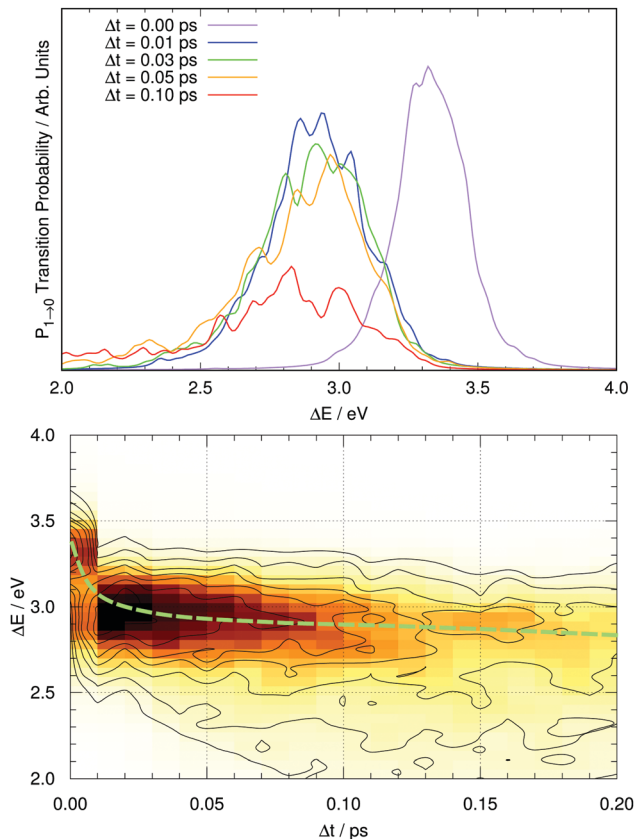 P1→0 Transition Probability / Arb. Units
Δt = 0.00 ps
Δt = 0.01 ps
Δt = 0.03 ps
Δt = 0.05 ps
Δt = 0.10 ps
2.0 2.5 3.0 3.5 4.0
ΔE / eV
ΔE / eV
4.0
3.5
3.0
2.5
2.0
0.00 0.05 0.10 0.15 0.20
Δt / ps